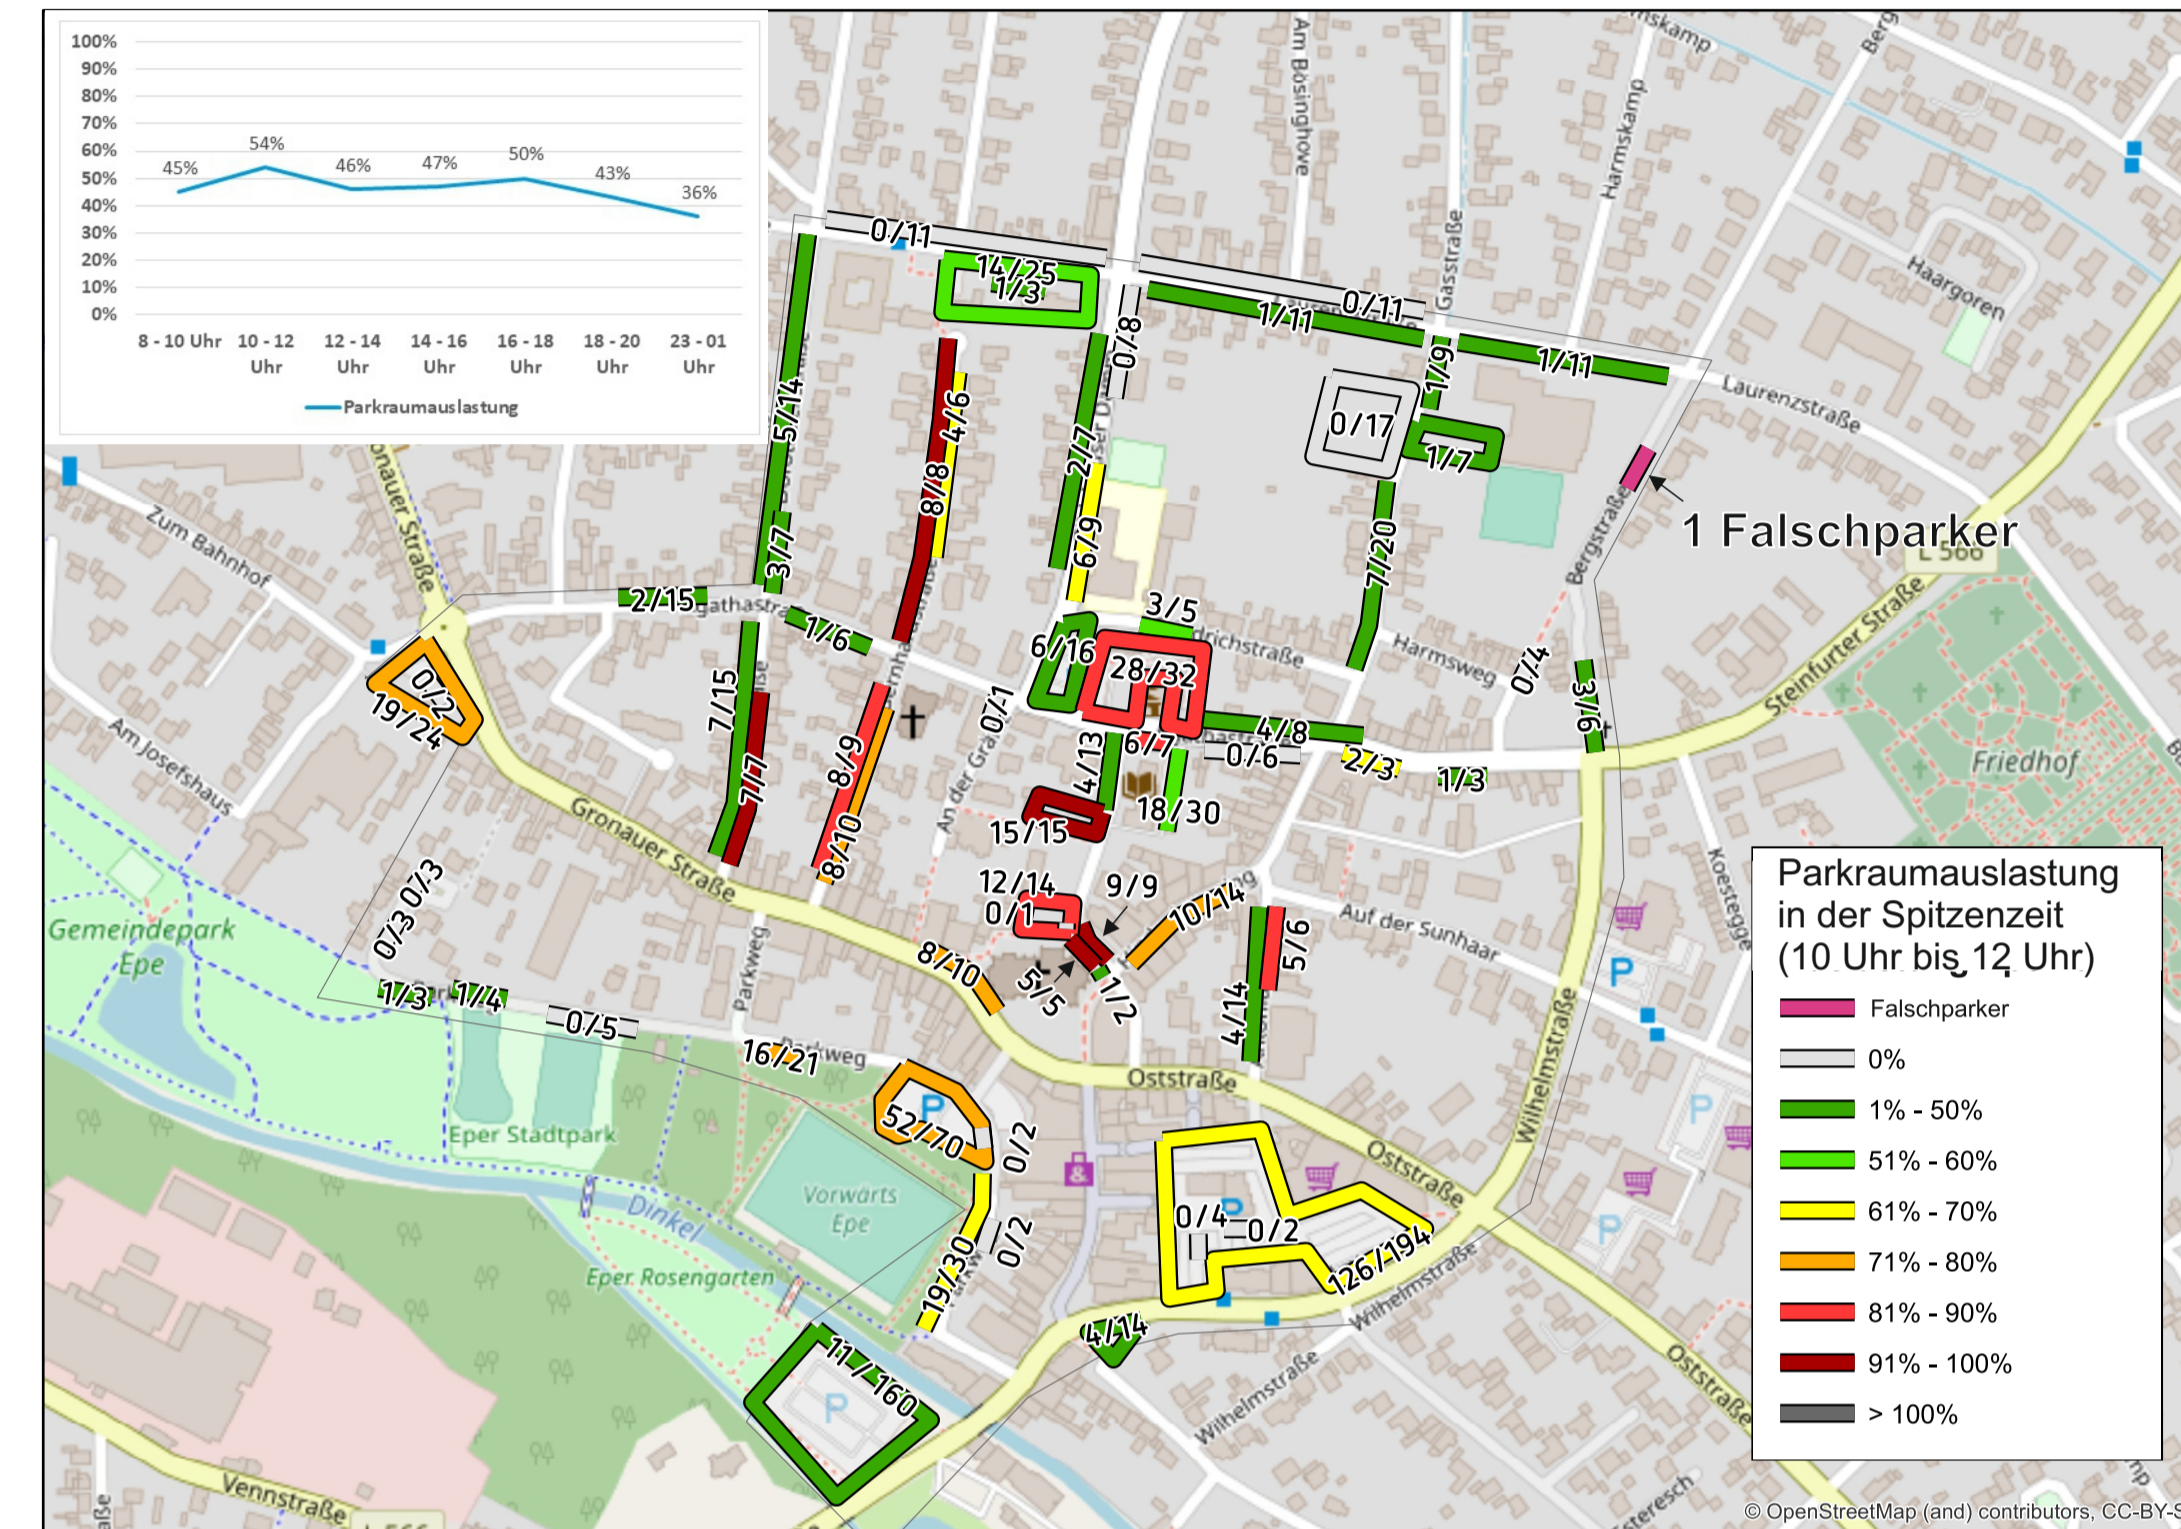 100%
90%
80%
70%
60%
50%
40%
30%
20%
10%
0%
45%
54%
46%
47%
50%
43%
36%
8 - 10 Uhr
10 - 12 Uhr
12 - 14 Uhr
14 - 16 Uhr
16 - 18 Uhr
18 - 20 Uhr
23 - 01 Uhr
Parkraumauslastung
Am Bösinghove
Gasstraße
Harmskamp
Haargoren
Laurenzstraße
0/11
14/25
1/3
0/8
0/11
1/11
1/9
1/11
0/17
1/7
5/14
3/7
8/8
4/6
2/7
6/9
7/20
Bergstraße
1 Falschparker
L 566
Steinfurter Straße
Zum Bahnhof
Am Josefshaus
2/15
1/6
3/5
6/16
28/32
Harmsweg
0/4
3/6
0/2
19/24
7/15
7/7
8/9
8/10
0/1
4/13
6/7
4/8
0/6
2/3
1/3
18/30
15/15
Friedhof
Gronauer Straße
0/3
0/3
12/14
0/1
9/9
5/5
1/2
10/14
5/6
4/14
Auf der Sunhaar
Koestegge
Gemeindepark
Epe
Parkweg
8/10
1/3
1/4
0/5
16/21
Parkweg
52/70
0/2
0/2
19/30
Oststraße
Oststraße
Wilhelmstraße
Eper Stadtpark
Vorwärts
Epe
Dinkel
Eper Rosengarten
0/4
0/2
126/194
Wilhelmstraße
4/14
11/160
Wilhelmstraße
Oststraße
Vennstraße
Parkraumauslastung
in der Spitzenzeit
(10 Uhr bis 12 Uhr)
Falschparker
0%
1% - 50%
51% - 60%
61% - 70%
71% - 80%
81% - 90%
91% - 100%
> 100%
© OpenStreetMap (and) contributors, CC-BY-S